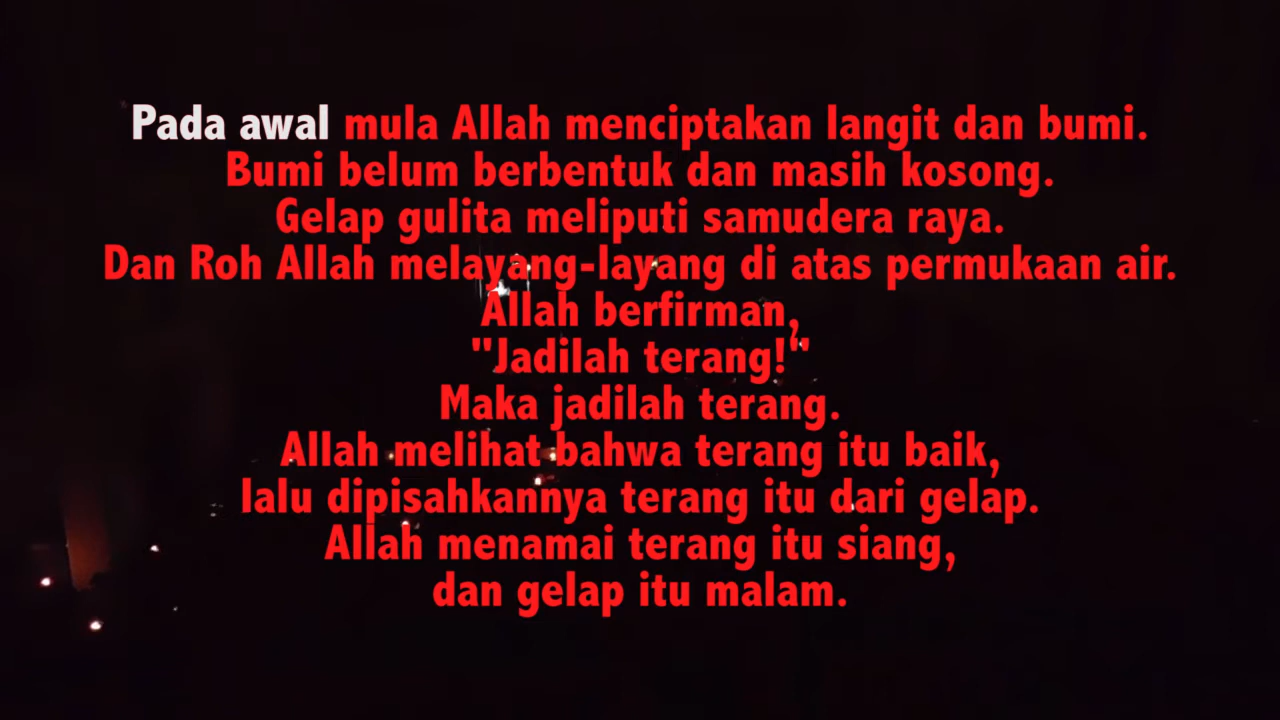 Pada awal mula Allah menciptakan langit dan bumi.
Bumi belum berbentuk dan masih kosong.
Gelap gulita meliputi samudera raya.
Dan Roh Allah melayang-layang di atas permukaan air.
Allah berfirman,
"Jadilah terang!"
Maka jadilah terang.
Allah melihat bahwa terang itu baik,
lalu dipisahkannya terang itu dari gelap.
Allah menamai terang itu siang,
dan gelap itu malam.